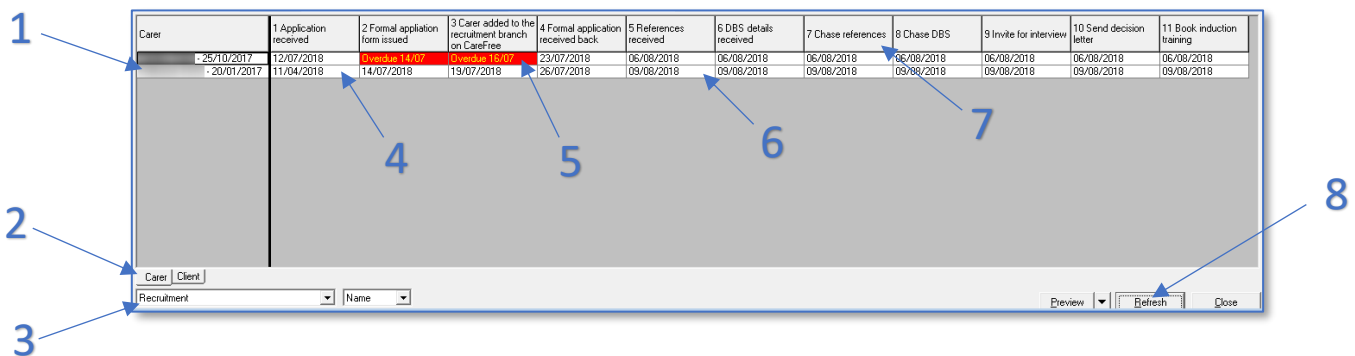 1
Carer
1 Application
received
2 Formal appliation
form issued
3 Carer added to the
recruitment branch
on CareFree
4 Formal application
received back
5 References
received
6 DBS details
received
7 Chase references
8 Chase DBS
9 Invite for interview
10 Send decision
letter
11 Book induction
training
- 25/10/2017 12/07/2018 Overdue 14/07 Overdue 16/07 23/07/2018 06/08/2018 06/08/2018 06/08/2018 06/08/2018 06/08/2018 06/08/2018 06/08/2018
- 20/01/2017 11/04/2018 14/07/2018 19/07/2018 26/07/2018 09/08/2018 09/08/2018 09/08/2018 09/08/2018 09/08/2018 09/08/2018 09/08/2018
4
5
6
7
8
2
Carer Client
Recruitment Name Preview Refresh Close
3